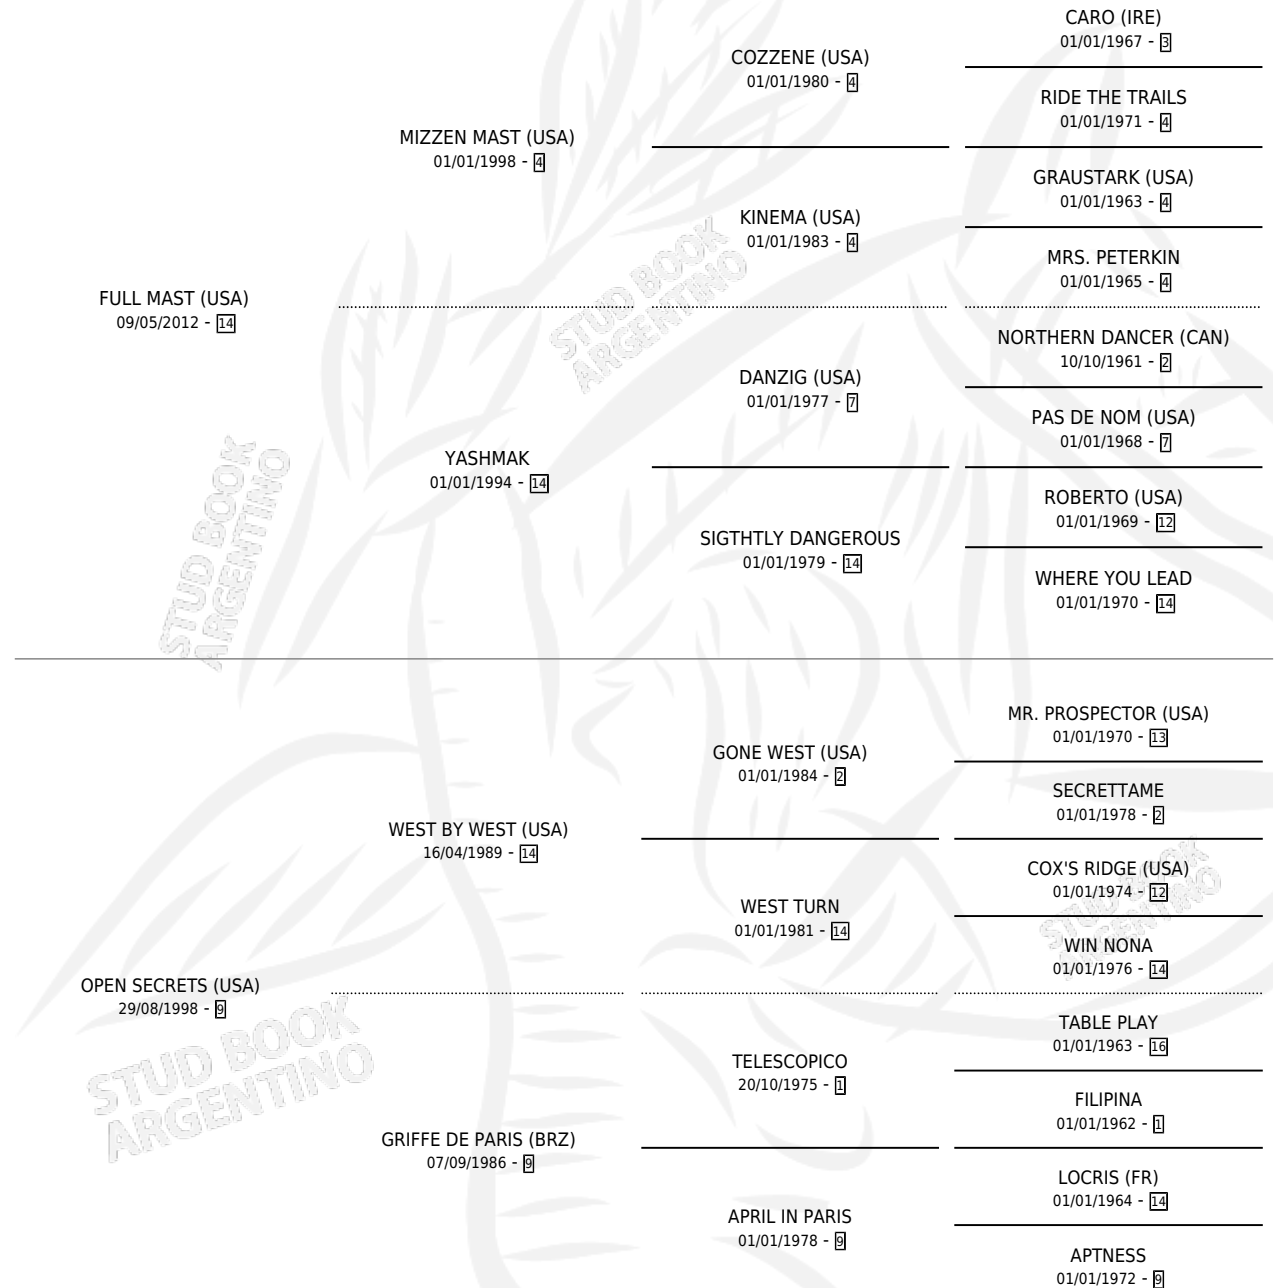 CARO (IRE)
01/01/1967 - 3
COZZENE (USA)
01/01/1980 - 4
RIDE THE TRAILS
01/01/1971 - 4
MIZZEN MAST (USA)
01/01/1998 - 4
GRAUSTARK (USA)
01/01/1963 - 4
KINEMA (USA)
01/01/1983 - 4
MRS. PETERKIN
01/01/1965 - 4
FULL MAST (USA)
09/05/2012 - 14
NORTHERN DANCER (CAN)
10/10/1961 - 2
DANZIG (USA)
01/01/1977 - 7
PAS DE NOM (USA)
01/01/1968 - 7
YASHMAK
01/01/1994 - 14
ROBERTO (USA)
01/01/1969 - 12
SIGTHTLY DANGEROUS
01/01/1979 - 14
WHERE YOU LEAD
01/01/1970 - 14
STUD BOOK
ARGENTINO
STUD BOOK
ARGENTINO
MR. PROSPECTOR (USA)
01/01/1970 - 13
GONE WEST (USA)
01/01/1984 - 2
SECRETTAME
01/01/1978 - 2
WEST BY WEST (USA)
16/04/1989 - 14
COX'S RIDGE (USA)
01/01/1974 - 12
WEST TURN
01/01/1981 - 14
WIN NONA
01/01/1976 - 14
STUD BOOK
ARGENTINO
OPEN SECRETS (USA)
29/08/1998 - 9
TABLE PLAY
01/01/1963 - 16
TELESCOPICO
20/10/1975 - 1
FILIPINA
01/01/1962 - 1
STUD BOOK
ARGENTINO
GRIFFE DE PARIS (BRZ)
07/09/1986 - 9
LOCRIS (FR)
01/01/1964 - 14
APRIL IN PARIS
01/01/1978 - 9
APTNESS
01/01/1972 - 9